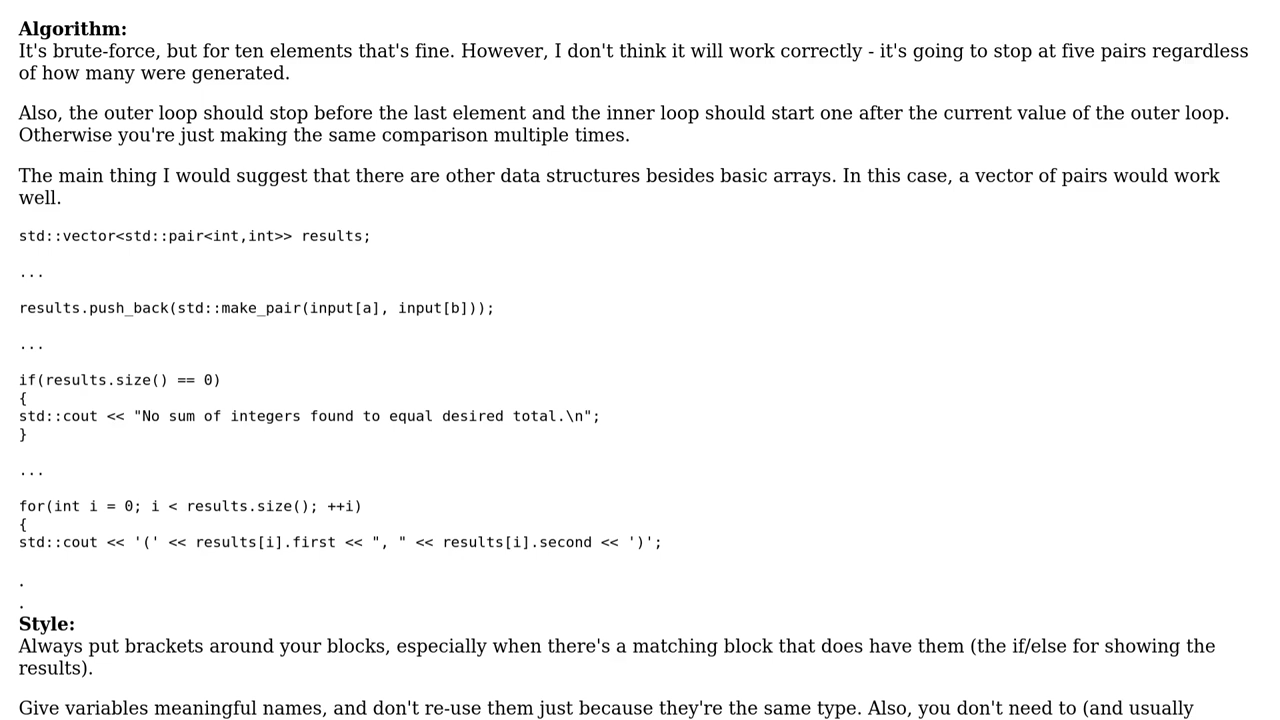 Algorithm:
It's brute-force, but for ten elements that's fine. However, I don't think it will work correctly - it's going to stop at five pairs regardless
of how many were generated.
Also, the outer loop should stop before the last element and the inner loop should start one after the current value of the outer loop.
Otherwise you're just making the same comparison multiple times.
The main thing I would suggest that there are other data structures besides basic arrays. In this case, a vector of pairs would work
well.
std::vector<std::pair<int,int>> results;
...
results.push_back(std::make_pair(input[a], input[b]));
...
if(results.size() == 0)
{
std::cout << "No sum of integers found to equal desired total.\n";
}
...
for(int i = 0; i < results.size(); ++i)
{
std::cout << '(' << results[i].first << ", " << results[i].second << ')';
.
.
Style:
Always put brackets around your blocks, especially when there's a matching block that does have them (the if/else for showing the
results).
Give variables meaningful names, and don't re-use them just because they're the same type. Also, you don't need to (and usually